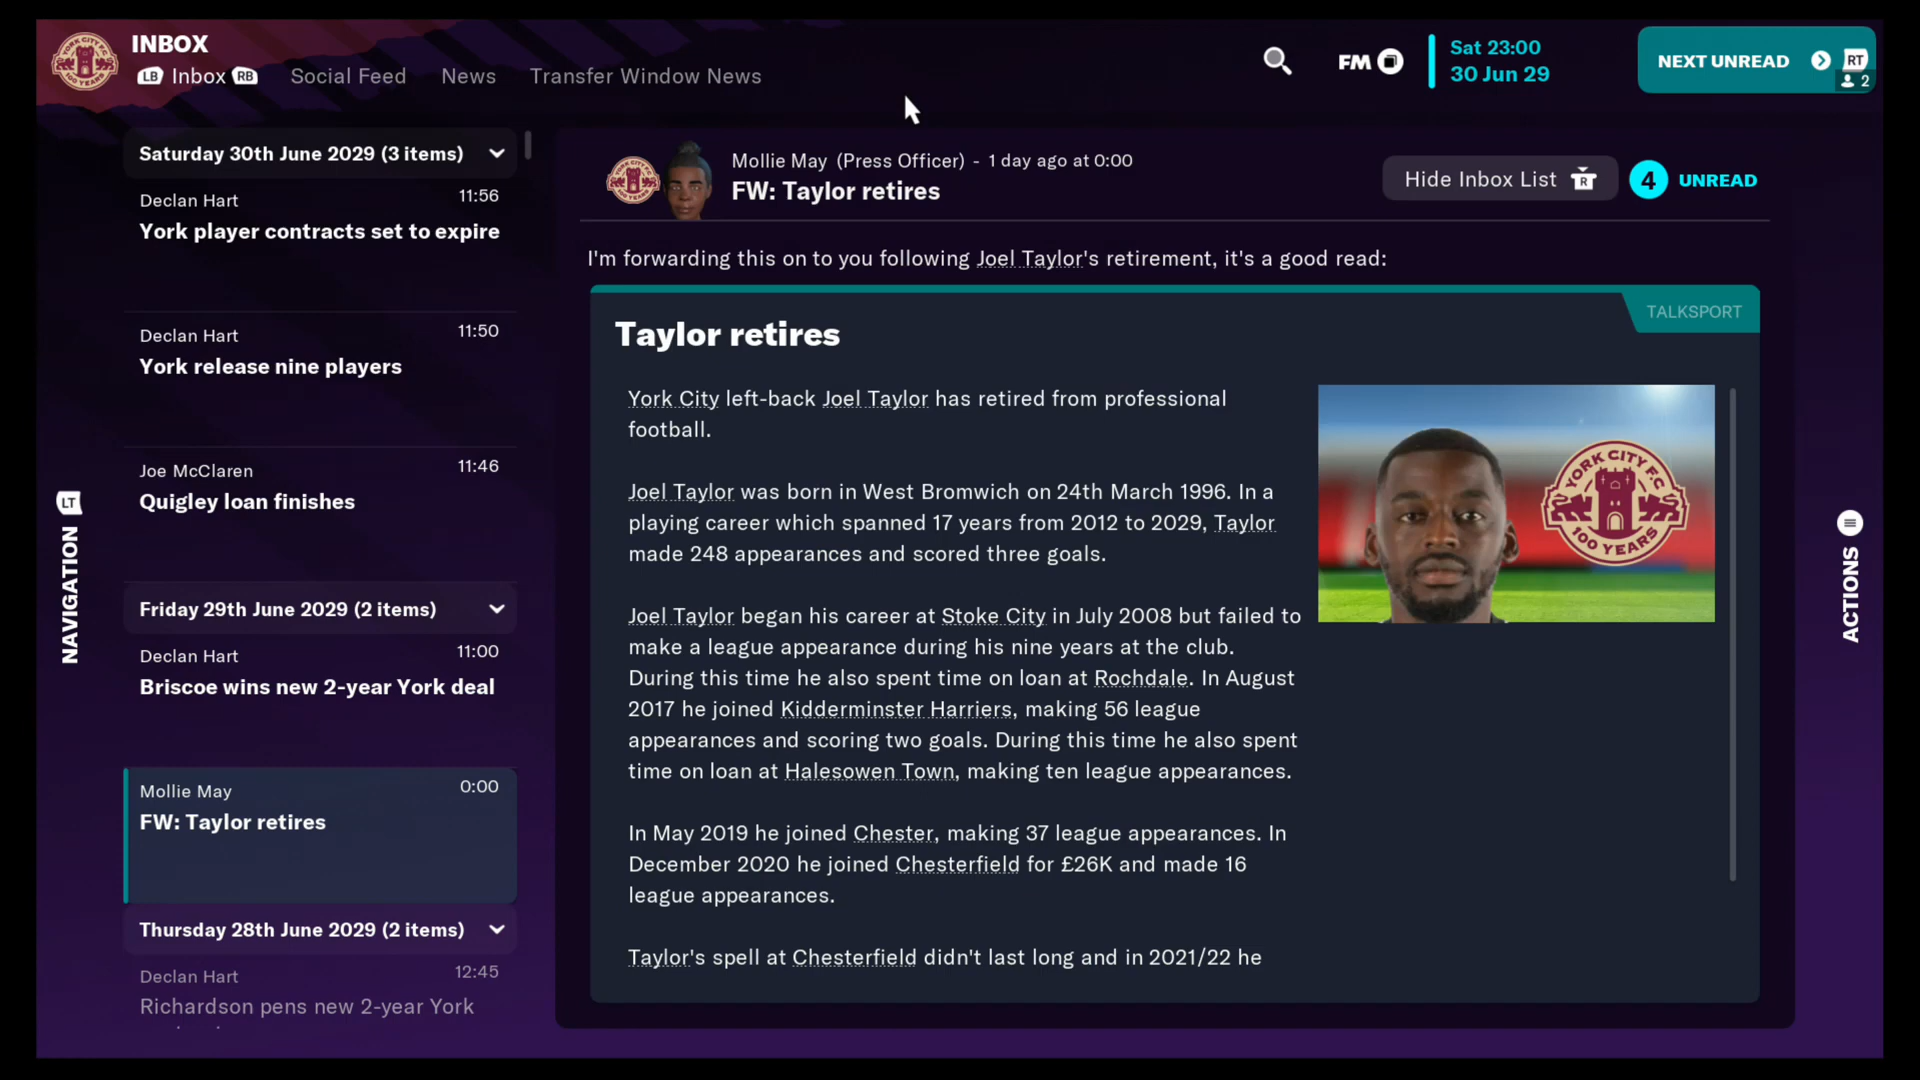 INBOX
LB Inbox RB Social Feed News Transfer Window News
FM
Sat 23:00
30 Jun 29
NEXT UNREAD RT
2
YORK CITY F.C.
100 YEARS
NAVIGATION LT
Saturday 30th June 2029 (3 items)
Declan Hart 11:56
York player contracts set to expire
Declan Hart 11:50
York release nine players
Joe McClaren 11:46
Quigley loan finishes
Friday 29th June 2029 (2 items)
Declan Hart 11:00
Briscoe wins new 2-year York deal
Mollie May 0:00
FW: Taylor retires
Thursday 28th June 2029 (2 items)
Declan Hart 12:45
Richardson pens new 2-year York
Mollie May (Press Officer) - 1 day ago at 0:00
FW: Taylor retires
Hide Inbox List R
4 UNREAD
I'm forwarding this on to you following Joel Taylor's retirement, it's a good read:
TALKSPORT
Taylor retires
York City left-back Joel Taylor has retired from professional
football.
Joel Taylor was born in West Bromwich on 24th March 1996. In a
playing career which spanned 17 years from 2012 to 2029, Taylor
made 248 appearances and scored three goals.
Joel Taylor began his career at Stoke City in July 2008 but failed to
make a league appearance during his nine years at the club.
During this time he also spent time on loan at Rochdale. In August
2017 he joined Kidderminster Harriers, making 56 league
appearances and scoring two goals. During this time he also spent
time on loan at Halesowen Town, making ten league appearances.
In May 2019 he joined Chester, making 37 league appearances. In
December 2020 he joined Chesterfield for £26K and made 16
league appearances.
Taylor's spell at Chesterfield didn't last long and in 2021/22 he
YORK CITY F.C.
100 YEARS
ACTIONS